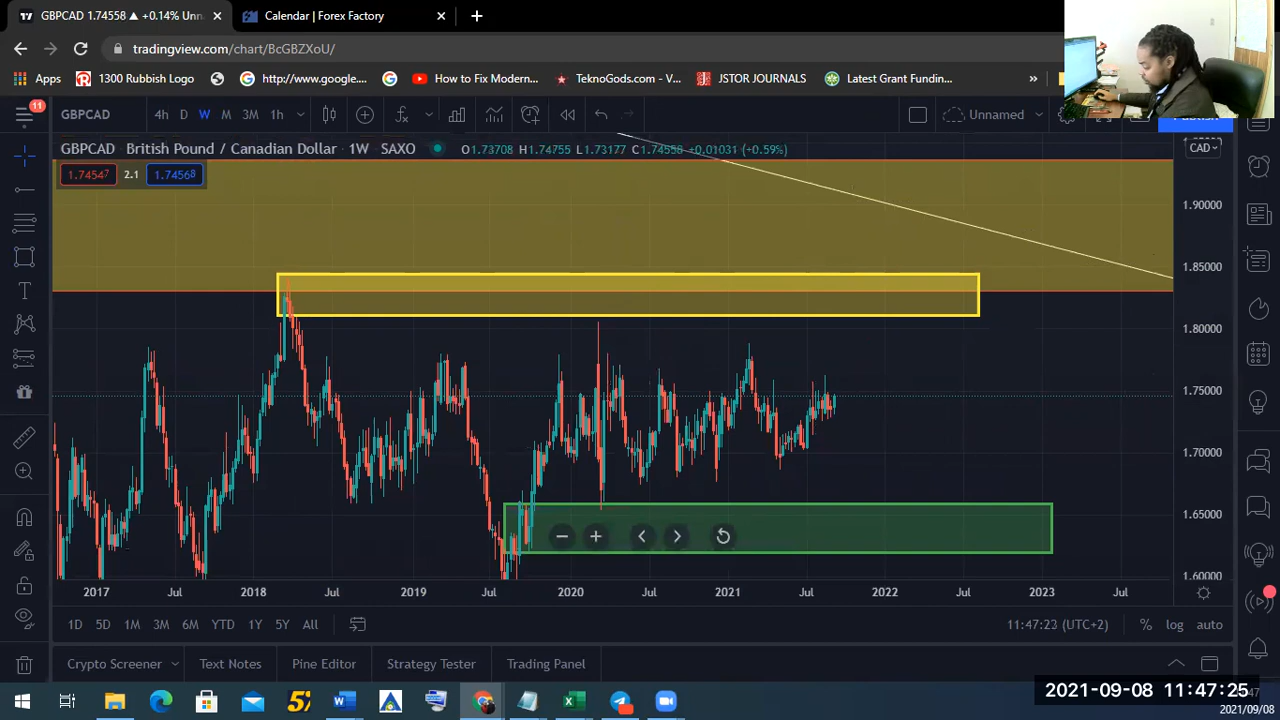 GBPCAD 1.74558 ▲ +0.14% Unn
Calendar | Forex Factory
tradingview.com/chart/BcGBZXoU/
Apps
1300 Rubbish Logo
http://www.google...
How to Fix Modern...
TeknoGods.com - V...
JSTOR JOURNALS
Latest Grant Fundin...
»
11
GBPCAD
4h D W M 3M 1h
Unnamed
GBPCAD British Pound / Canadian Dollar · 1W SAXO
O1.73708 H1.74755 L1.73177 C1.74558 +0.01031 (+0.59%)
CAD
1.74547
2.1
1.74568
1.90000
1.85000
1.80000
1.75000
1.70000
1.65000
1.60000
2017 Jul 2018 Jul 2019 Jul 2020 Jul 2021 Jul 2022 Jul 2023 Jul
1D 5D 1M 3M 6M YTD 1Y 5Y All
11:47:23 (UTC+2)
% log auto
Crypto Screener
Text Notes
Pine Editor
Strategy Tester
Trading Panel
2021-09-08 11:47:25
2021/09/08